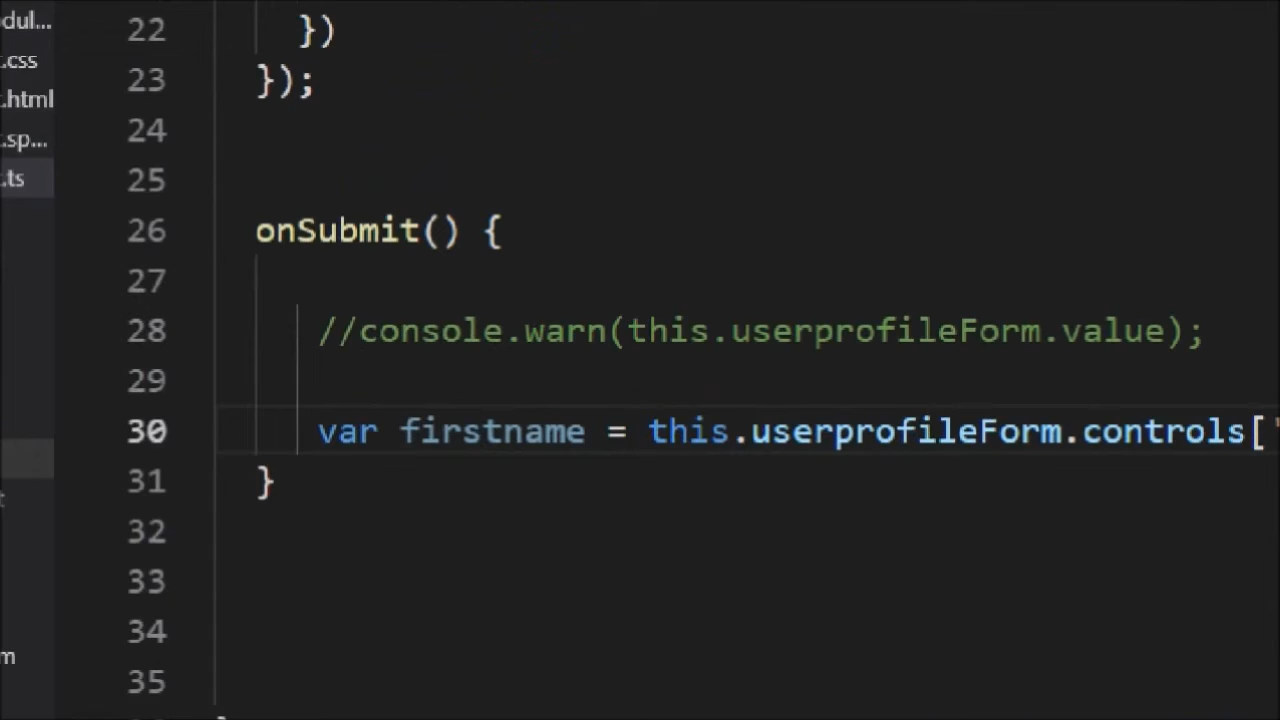 dul...
.css
.html
.sp...
.ts
t
m
22 })
23 });
24
25
26 onSubmit() {
27
28 //console.warn(this.userprofileForm.value);
29
30 var firstname = this.userprofileForm.controls['
31 }
32
33
34
35